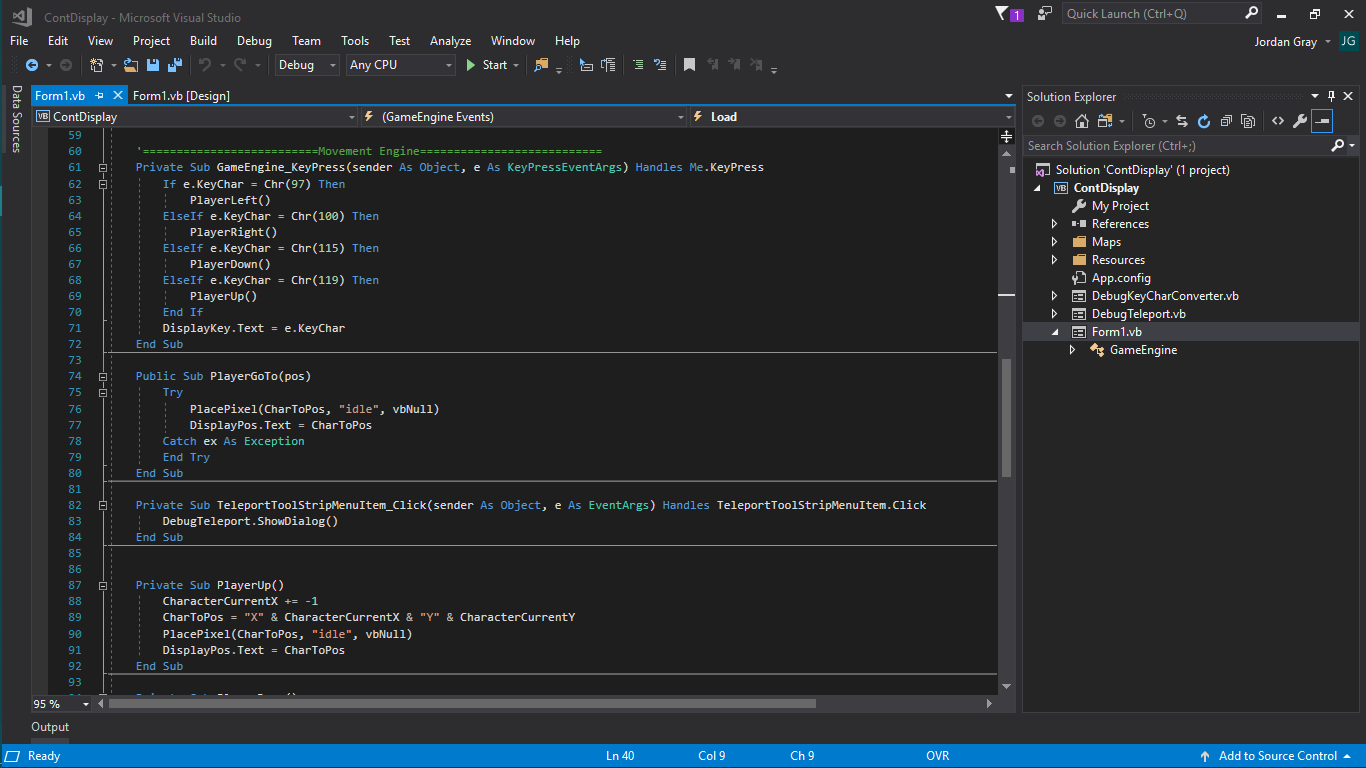 ContDisplay - Microsoft Visual Studio
1
Quick Launch (Ctrl+Q)
File Edit View Project Build Debug Team Tools Test Analyze Window Help
Jordan Gray JG
Debug Any CPU Start
Data Sources
Form1.vb Form1.vb [Design]
VB ContDisplay (GameEngine Events) Load
59
60 '==========================Movement Engine===========================
61 Private Sub GameEngine_KeyPress(sender As Object, e As KeyPressEventArgs) Handles Me.KeyPress
62 If e.KeyChar = Chr(97) Then
63 PlayerLeft()
64 ElseIf e.KeyChar = Chr(100) Then
65 PlayerRight()
66 ElseIf e.KeyChar = Chr(115) Then
67 PlayerDown()
68 ElseIf e.KeyChar = Chr(119) Then
69 PlayerUp()
70 End If
71 DisplayKey.Text = e.KeyChar
72 End Sub
73
74 Public Sub PlayerGoTo(pos)
75 Try
76 PlacePixel(CharToPos, "idle", vbNull)
77 DisplayPos.Text = CharToPos
78 Catch ex As Exception
79 End Try
80 End Sub
81
82 Private Sub TeleportToolStripMenuItem_Click(sender As Object, e As EventArgs) Handles TeleportToolStripMenuItem.Click
83 DebugTeleport.ShowDialog()
84 End Sub
85
86
87 Private Sub PlayerUp()
88 CharacterCurrentX += -1
89 CharToPos = "X" & CharacterCurrentX & "Y" & CharacterCurrentY
90 PlacePixel(CharToPos, "idle", vbNull)
91 DisplayPos.Text = CharToPos
92 End Sub
93
95 %
Solution Explorer
Search Solution Explorer (Ctrl+;)
Solution 'ContDisplay' (1 project)
VB ContDisplay
My Project
References
Maps
Resources
App.config
DebugKeyCharConverter.vb
DebugTeleport.vb
Form1.vb
GameEngine
Output
Ready Ln 40 Col 9 Ch 9 OVR Add to Source Control